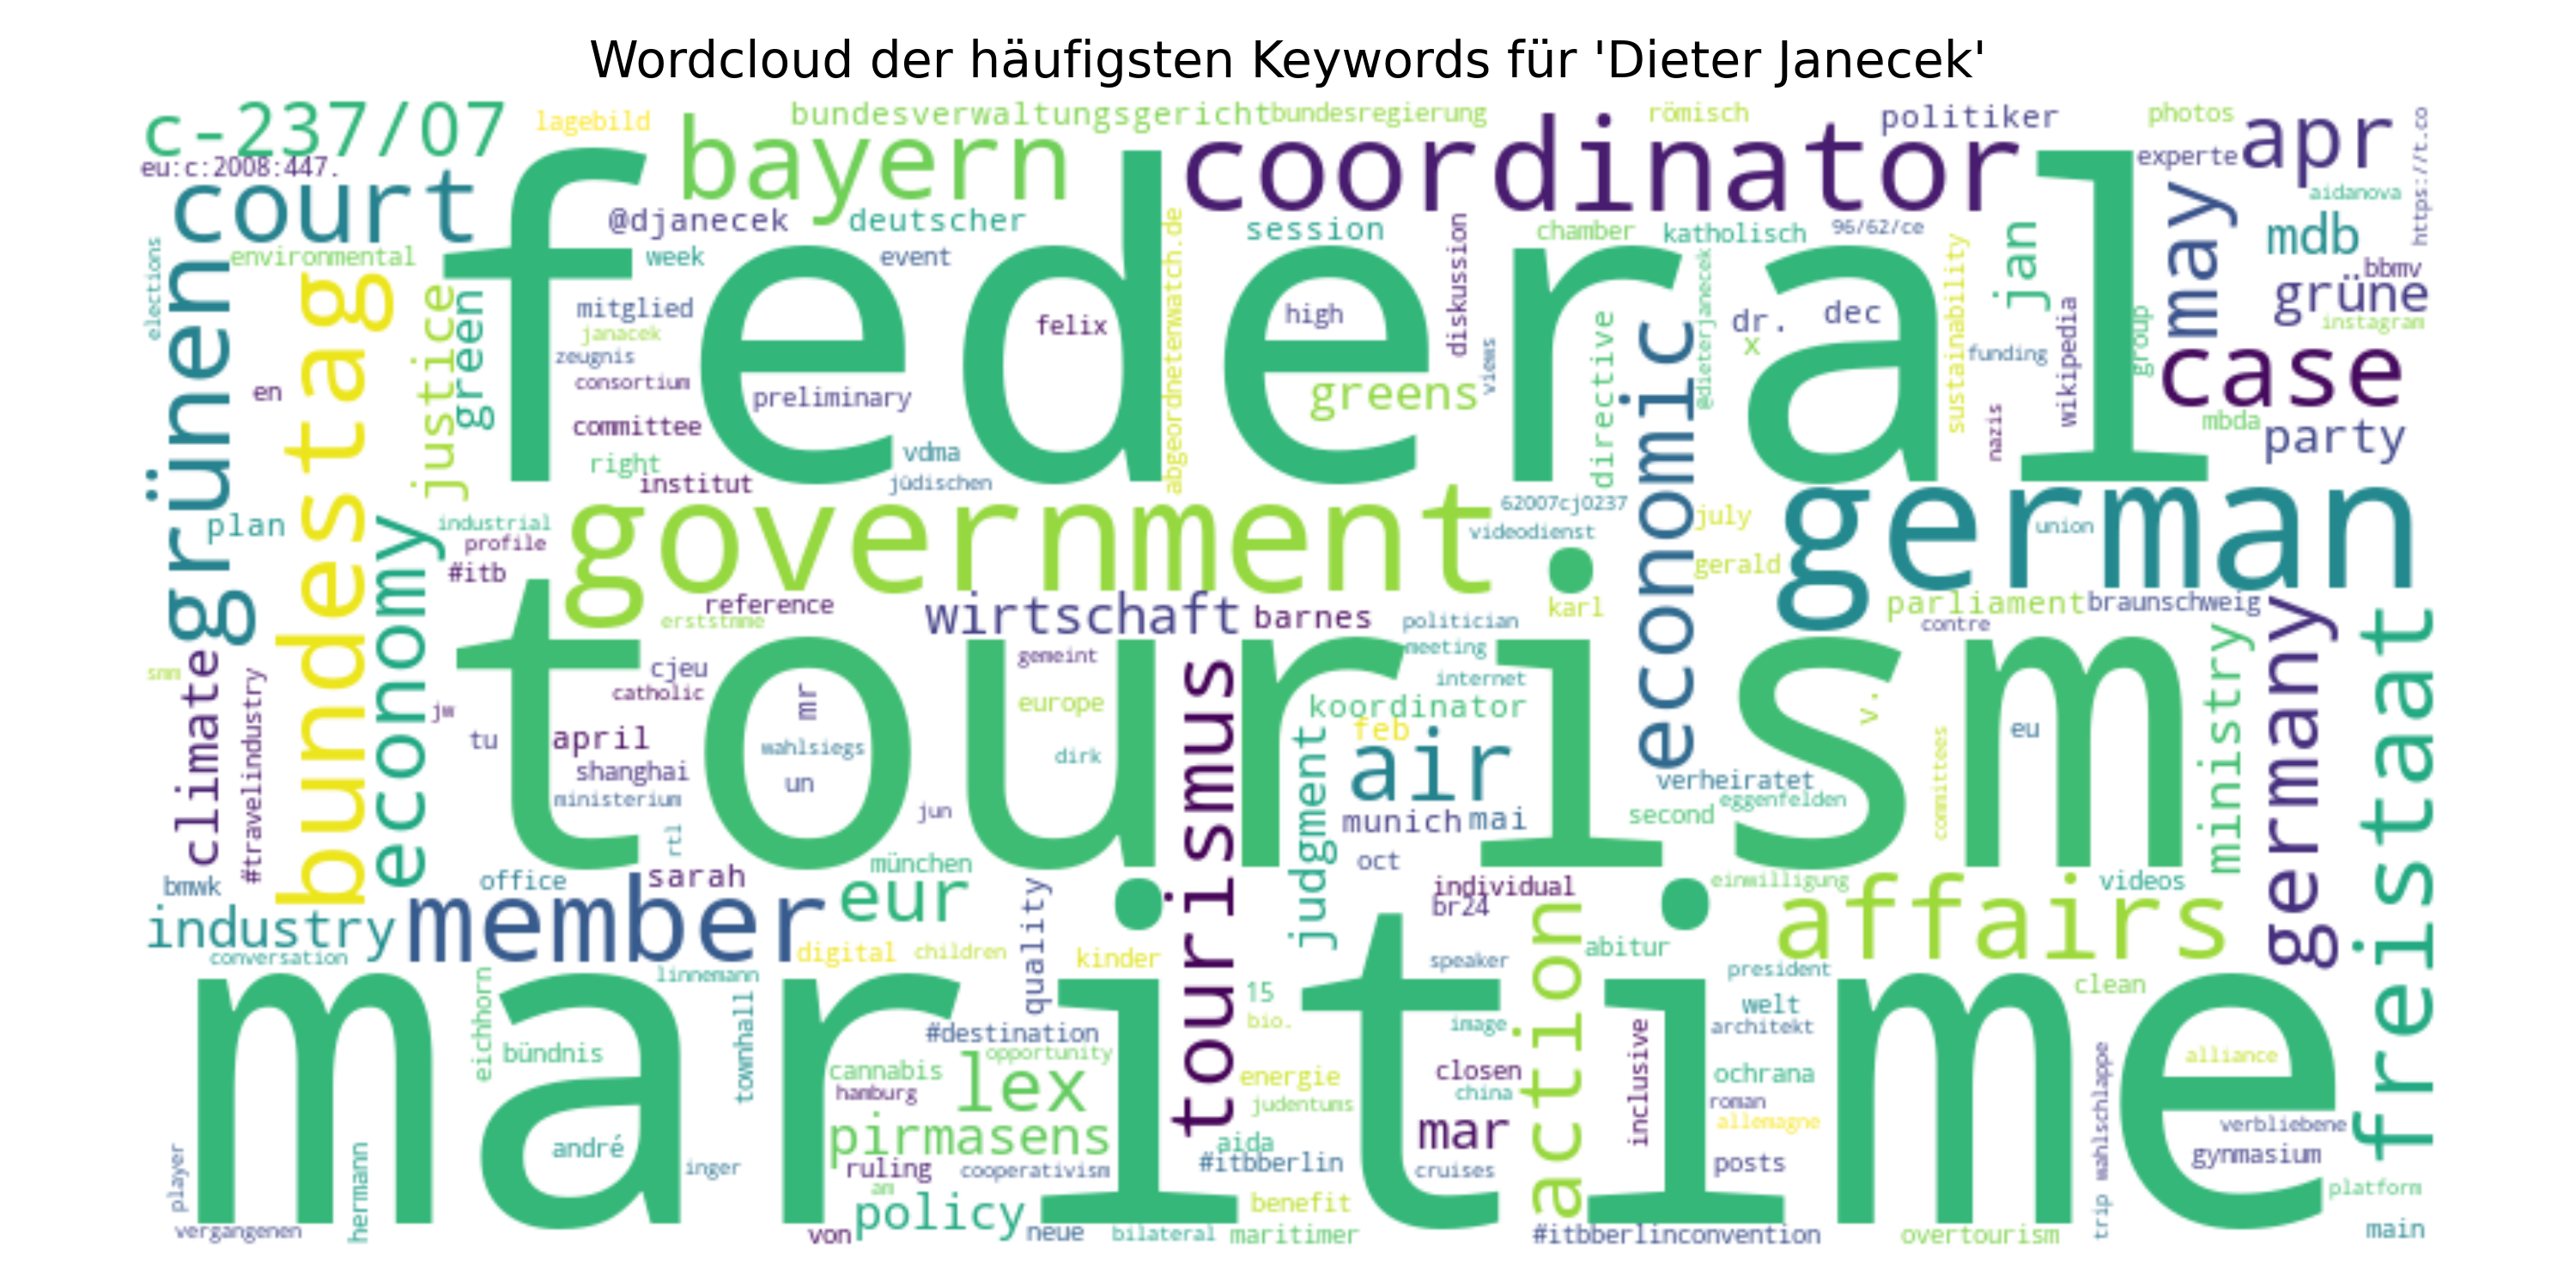 Wordcloud der häufigsten Keywords für 'Dieter Janecek'
c-237/07
lagebild
bundesverwaltungsgericht
bundesregierung
römisch
politiker
photos
apr
https://t.co
eu:c:2008:447.
bayern
coordinator
experte
court
@djanecek
deutscher
session
chamber
katholisch
96/62/ce
may
aidanova
mdb
elections
environmental
week
event
abgeordnetenwatch.de
diskussion
@dieterjanecek
sustainability
jan
bbmv
grüne
instagram
grünen
bundestag
justice
green
federal
mitglied
janacek
zeugnis
consortium
felix
high
views
directive
dr.
x
dec
funding
wikipedia
group
case
en
preliminary
greens
economic
nazis
mbda
party
committee
right
institut
vdma
jüdischen
plan
economy
industrial
profile
#itb
government.
62007cj0237
videodienst
july
gerald
german
union
reference
erststmme
wirtschaft
barnes
karl
politician
meeting
parliament
braunschweig
contre
smm
climate
#travelindustry
jw
tu
tourism
cjeu
catholic
april
shanghai
ministerium
rtl
mr
wahlsiegs
un
jun
gemeint
europe
dirk
tourismus
internet
koordinator
feb
air
judgment
munich
mai
oct
v.
verheiratet
eggenfelden
second
committees
eu
ministry
germany
freistaat
bmwk
office
sarah
münchen
eur
individual
br24
einwilligung
videos
industry
member
conversation
digital
children
quality
kinder
action
abitur
affairs
linnemann
speaker
president
clean
maritime
eichhorn
bündnis
townhall
#destination
opportunity
15
bio.
image
welt
architekt
alliance
cannabis
hamburg
lex
energie
judentums
closen
china
inclusive
ochrana
roman
allemagne
trip
wahlschlappe
verbliebene
gynmasium
player
hermann
andré
inger
pirmasens
ruling
cooperativism
am
aida
#itbberlin
mar
cruises
posts
platform
vergangenen
von
policy
neue
bilateral
benefit
maritimer
#itbberlinconvention
overtourism
main